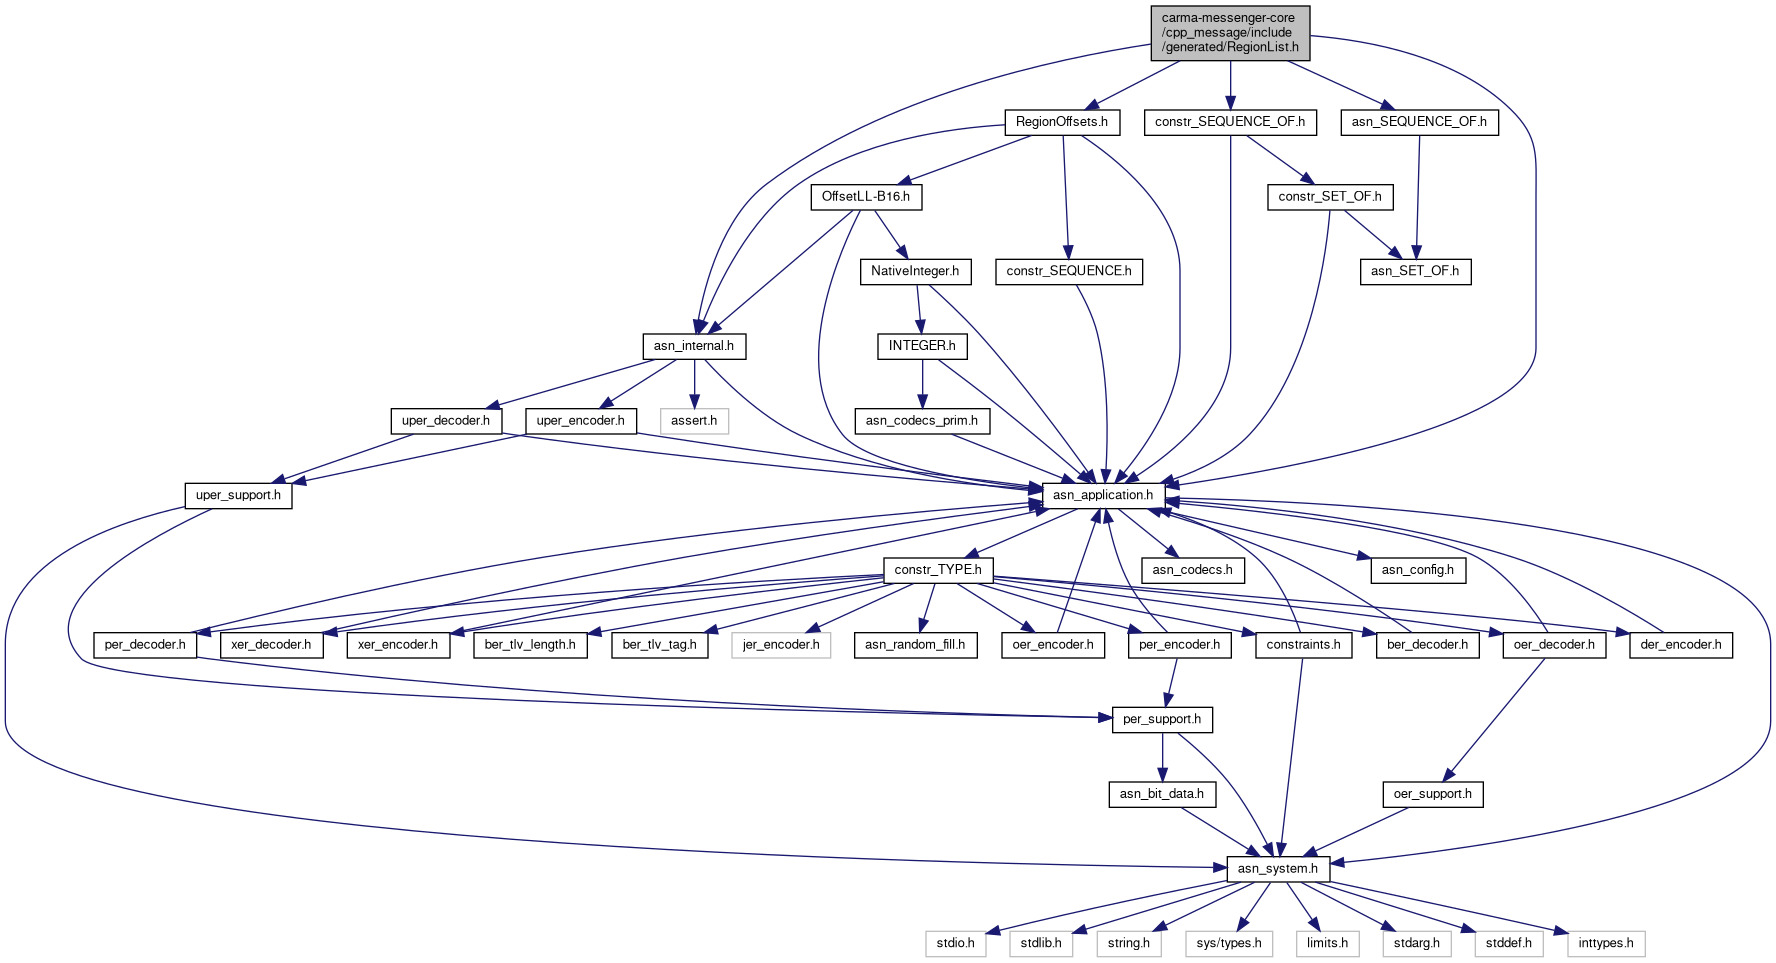 carma-messenger-core
/cpp_message/include
/generated/RegionList.h
RegionOffsets.h
constr_SEQUENCE_OF.h
asn_SEQUENCE_OF.h
OffsetLL-B16.h
constr_SET_OF.h
NativeInteger.h
constr_SEQUENCE.h
asn_SET_OF.h
asn_internal.h
INTEGER.h
uper_decoder.h
uper_encoder.h
assert.h
asn_codecs_prim.h
uper_support.h
asn_application.h
constr_TYPE.h
asn_codecs.h
asn_config.h
per_decoder.h
xer_decoder.h
xer_encoder.h
ber_tlv_length.h
ber_tlv_tag.h
jer_encoder.h
asn_random_fill.h
oer_encoder.h
per_encoder.h
constraints.h
ber_decoder.h
oer_decoder.h
der_encoder.h
per_support.h
asn_bit_data.h
oer_support.h
asn_system.h
stdio.h
stdlib.h
string.h
sys/types.h
limits.h
stdarg.h
stddef.h
inttypes.h